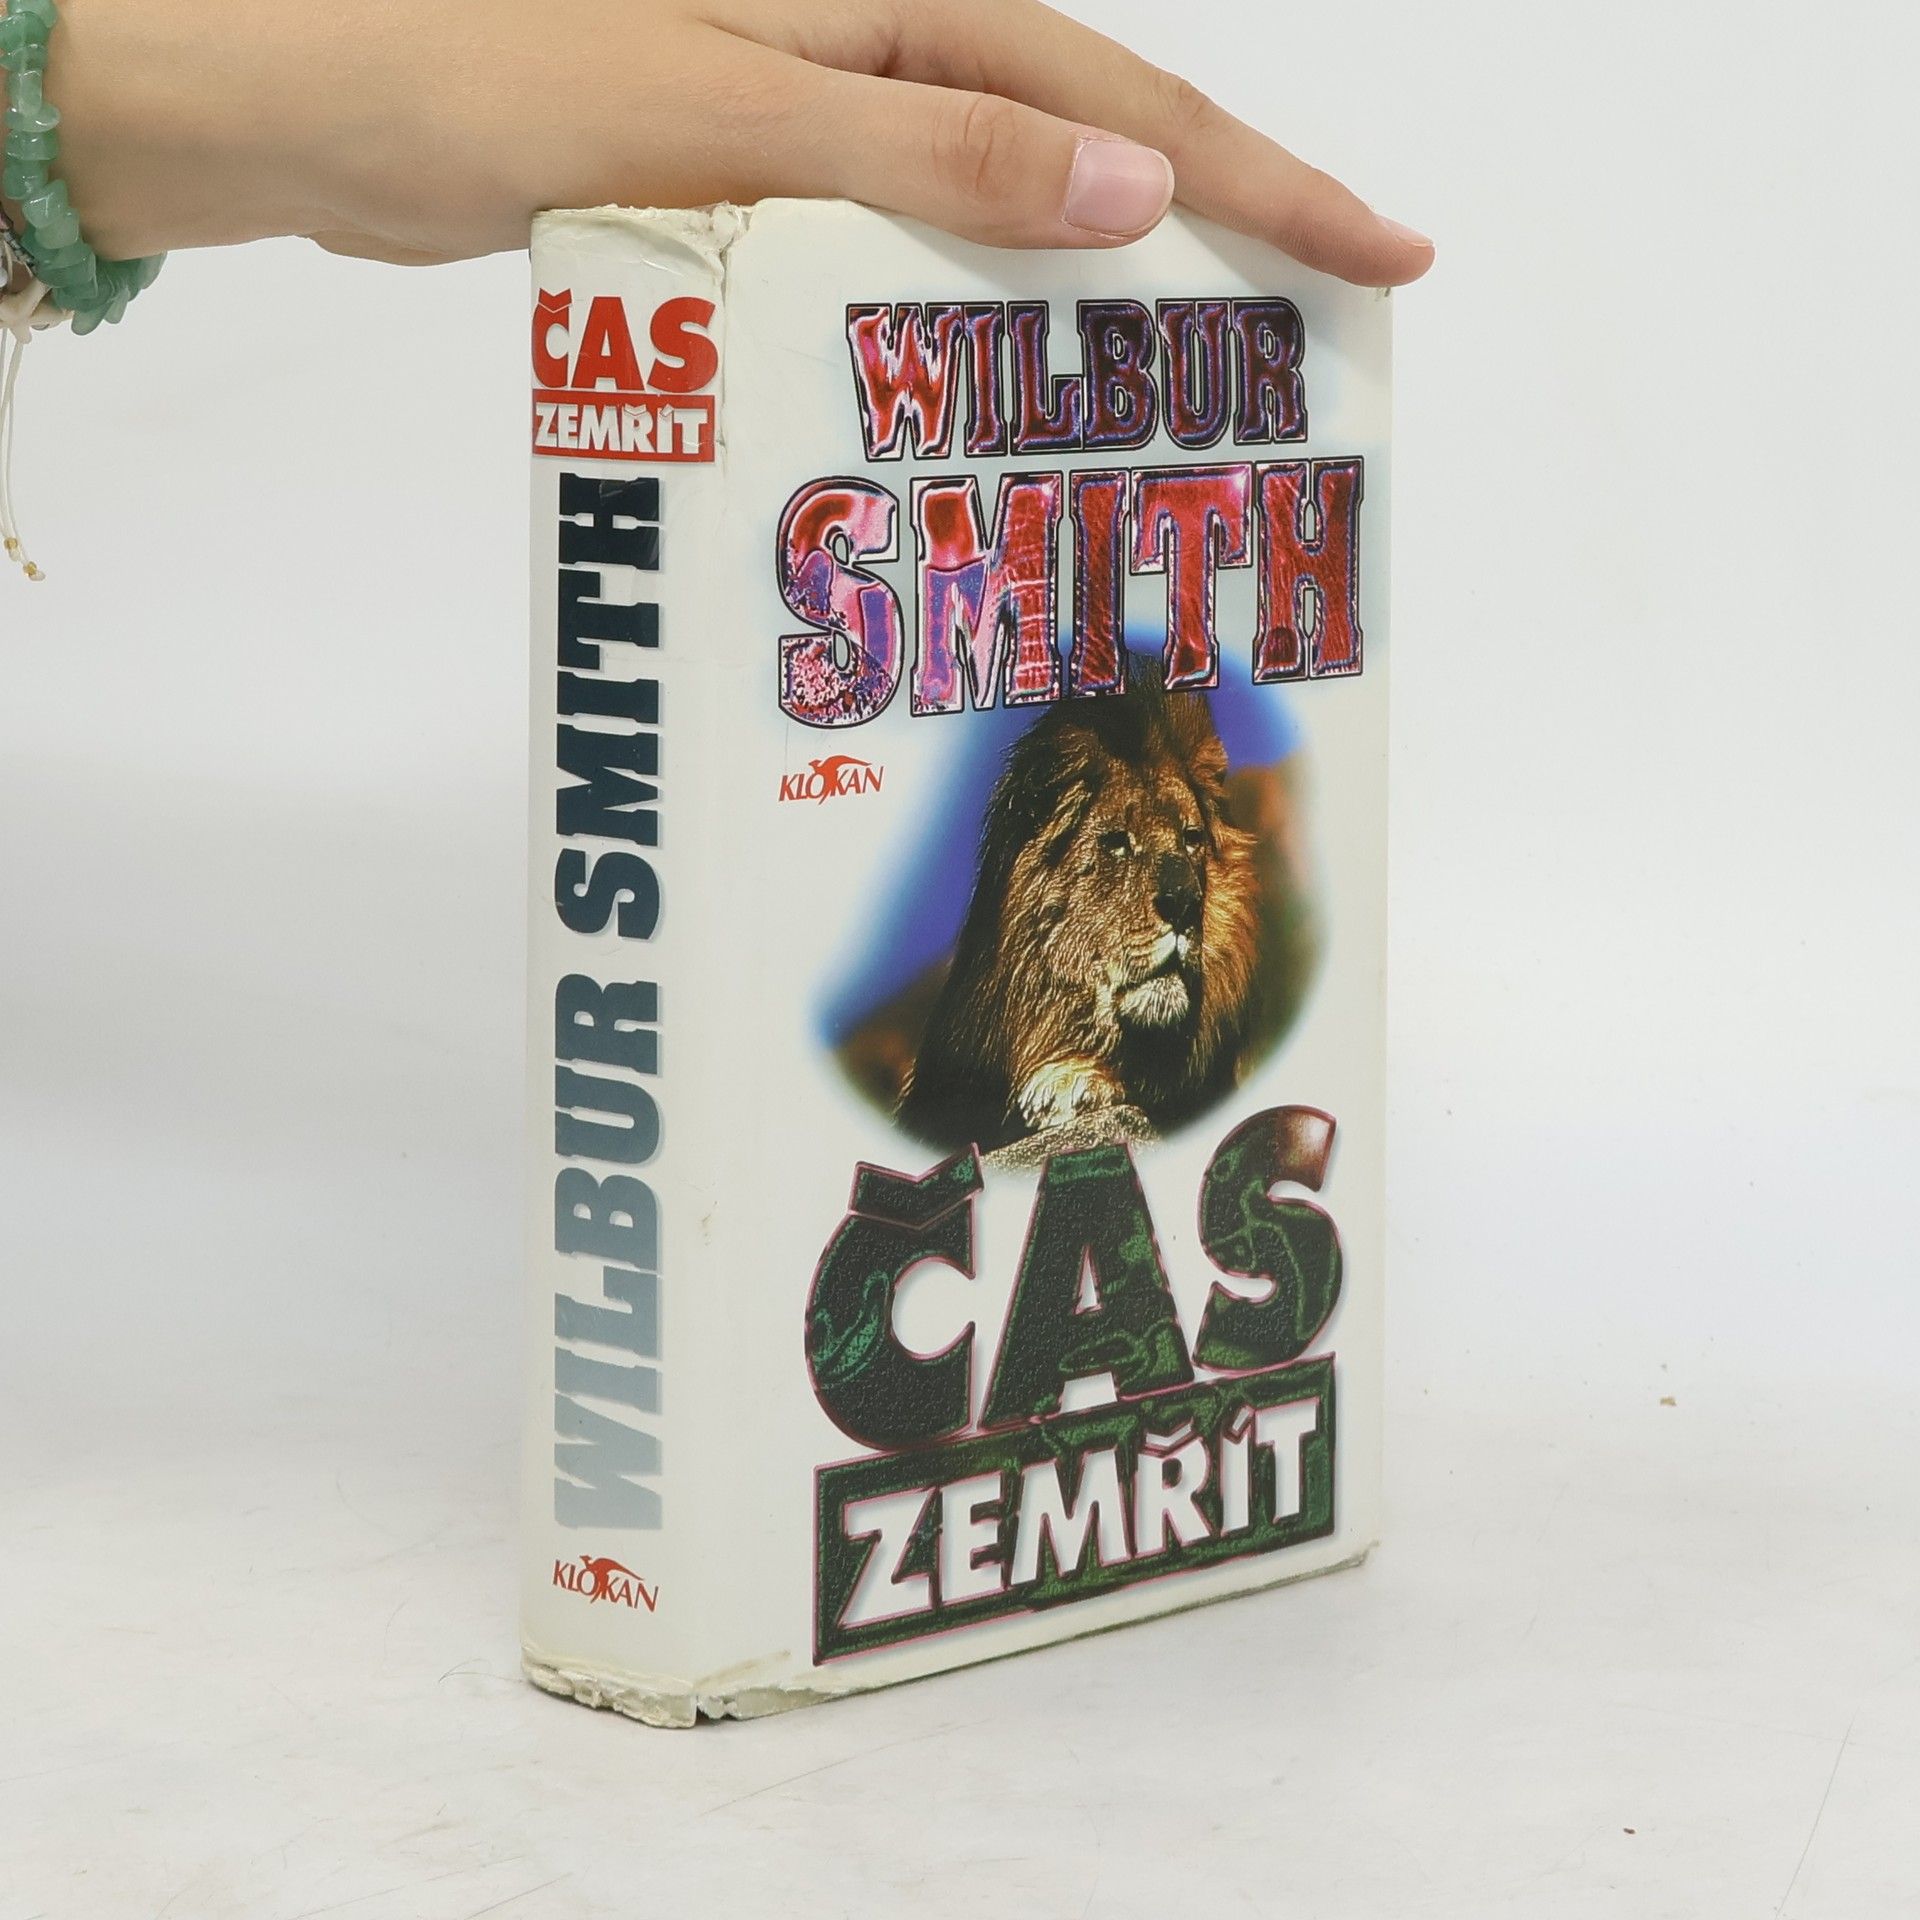 ČAS
ZEMŘÍT
WILBUR SMITH
KLOKAN
WILBUR
SMITH
KLOKAN
ČAS
ZEMŘÍT